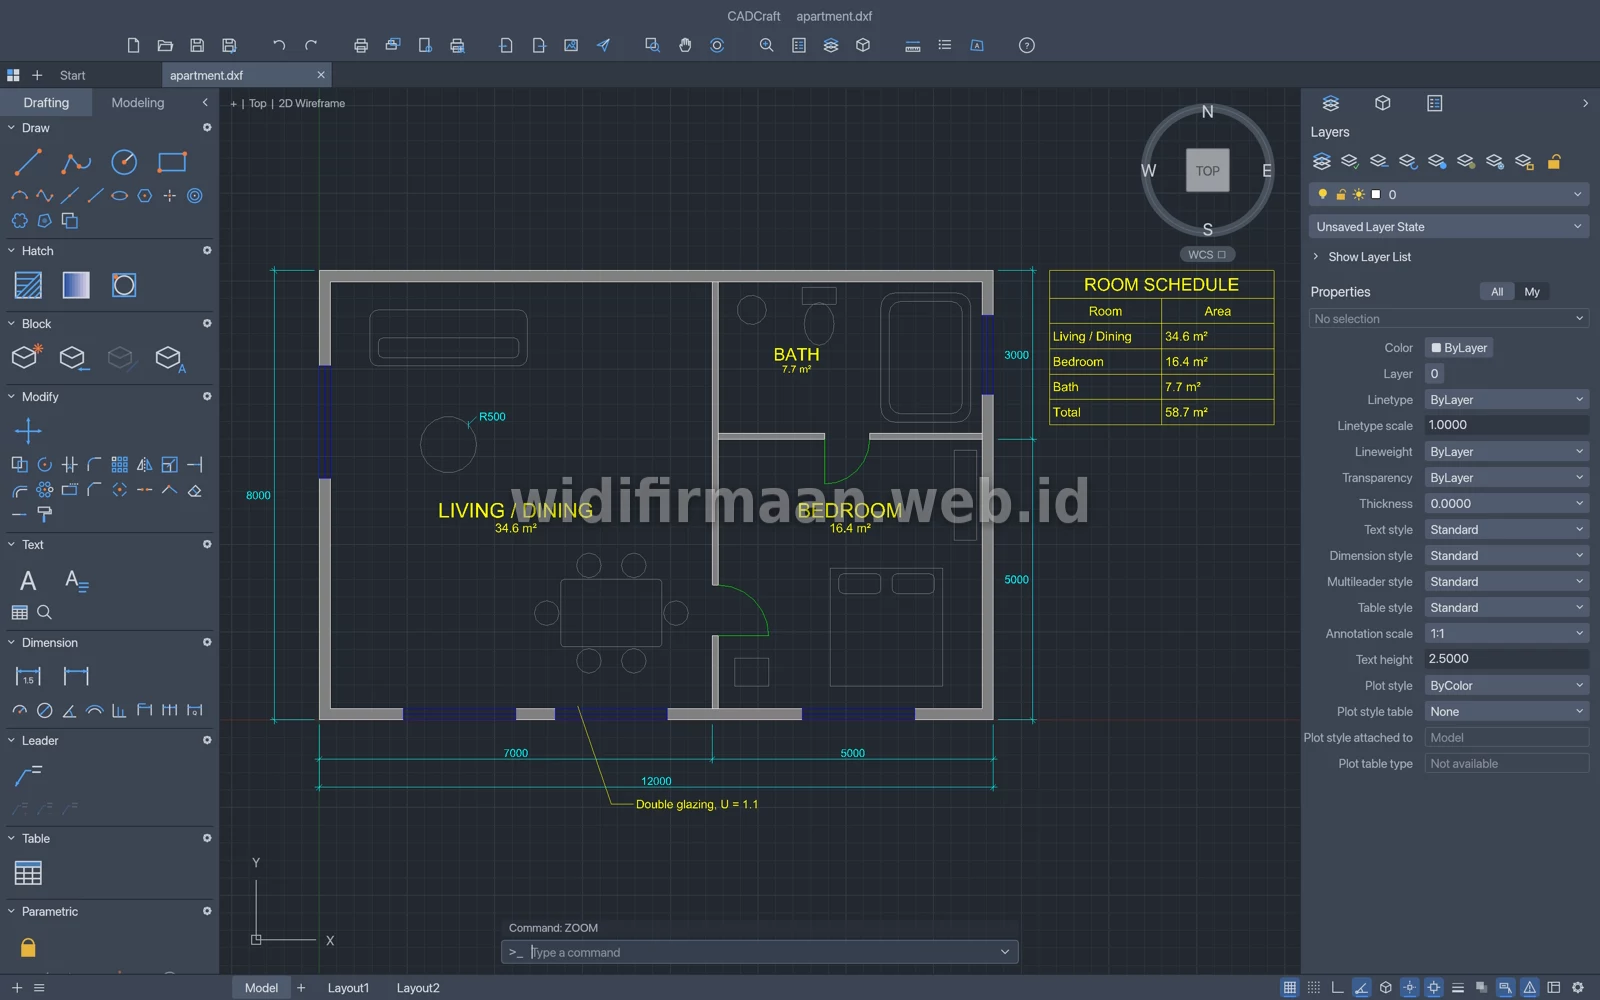 CADCraft apartment.dxf
Start
apartment.dxf
Drafting
Modeling
+ | Top | 2D Wireframe
Draw
Hatch
Block
Modify
Text
A
A
Dimension
1.5
Leader
Table
Parametric
N
W
TOP
E
S
WCS
ROOM SCHEDULE
Room Area
Living / Dining 34.6 m²
Bedroom 16.4 m²
Bath 7.7 m²
Total 58.7 m²
BATH
7.7 m²
3000
R500
8000
LIVING / DINING
34.6 m²
BEDROOM
16.4 m²
widifirmaan.web.id
5000
7000
5000
12000
Double glazing, U = 1.1
Y
X
Command: ZOOM
>_ Type a command
Layers
0
Unsaved Layer State
Show Layer List
Properties
All My
No selection
Color ByLayer
Layer 0
Linetype ByLayer
Linetype scale 1.0000
Lineweight ByLayer
Transparency ByLayer
Thickness 0.0000
Text style Standard
Dimension style Standard
Multileader style Standard
Table style Standard
Annotation scale 1:1
Text height 2.5000
Plot style ByColor
Plot style table None
Plot style attached to Model
Plot table type Not available
Model
+
Layout1
Layout2